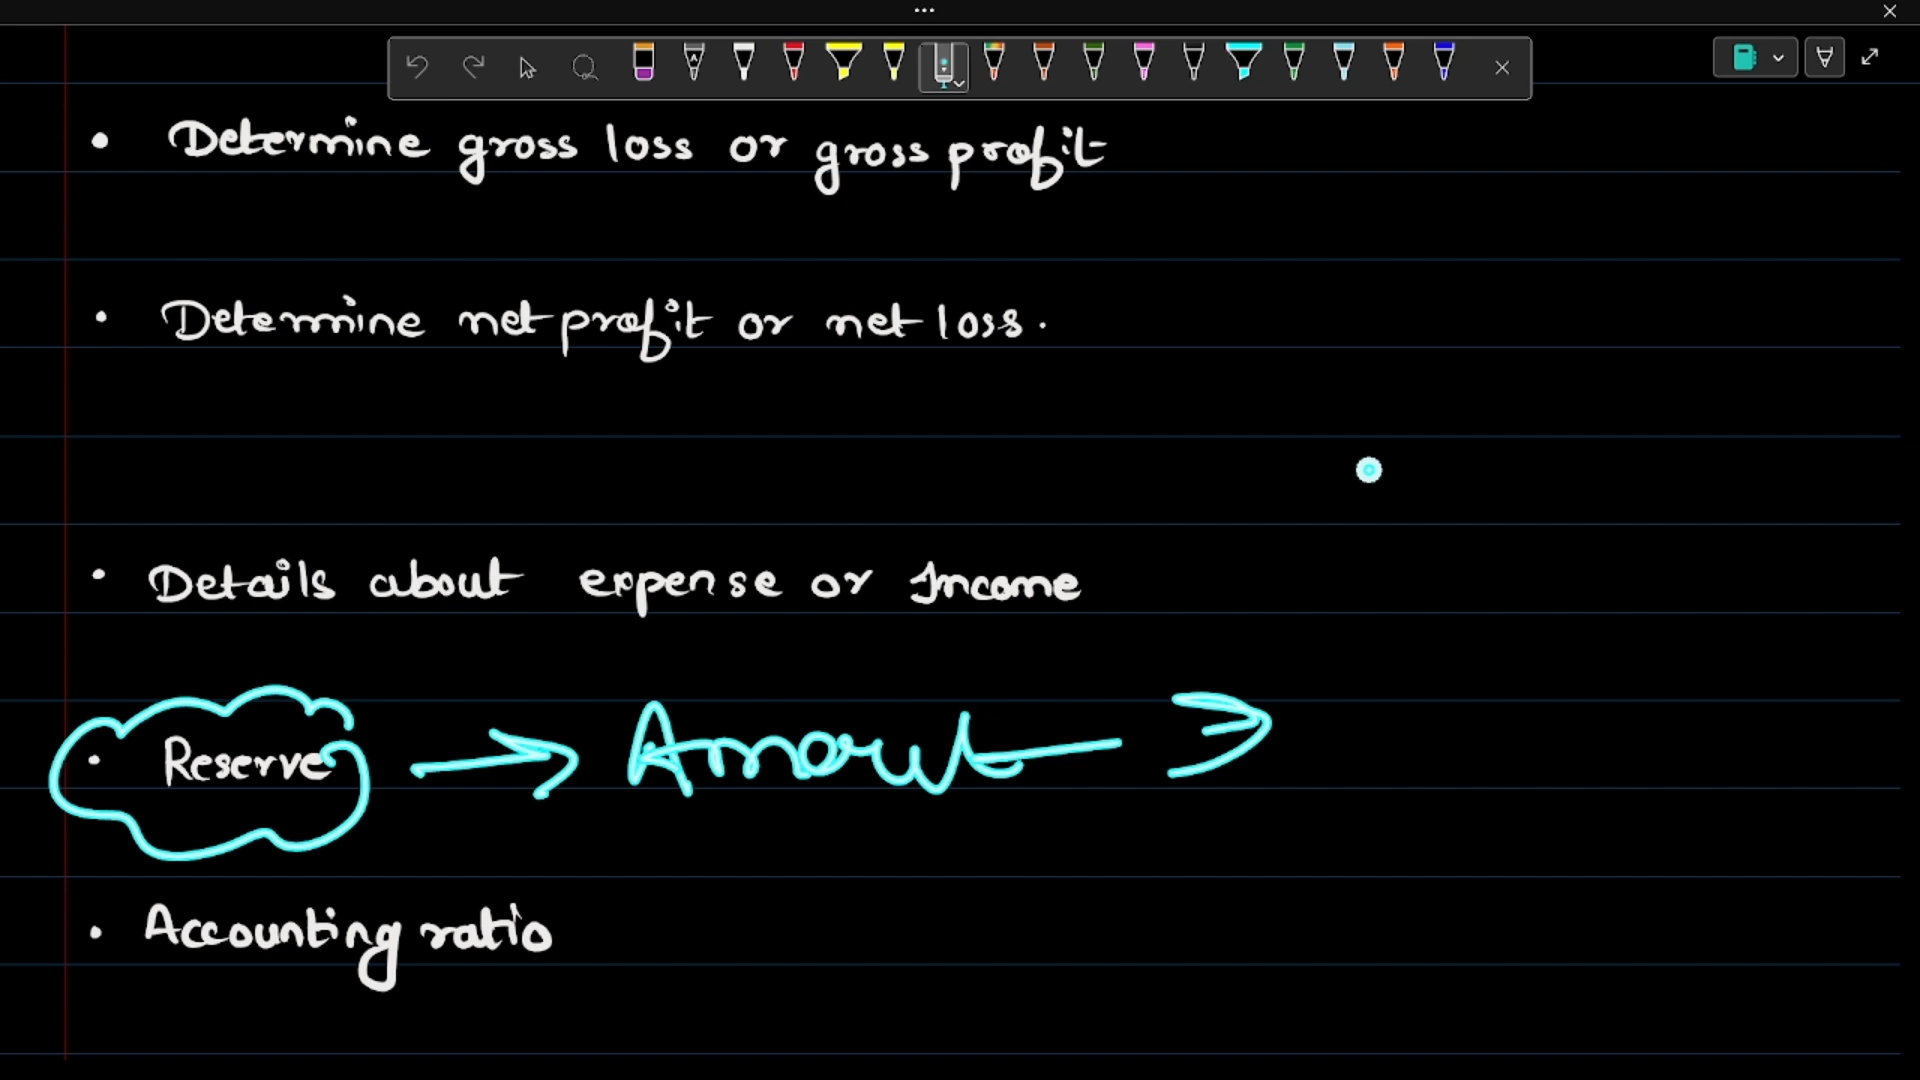 • Determine gross loss or gross profit
• Determine net profit or net loss.
• Details about expense or Income
• Reserve → Amount →
• Accounting ratio